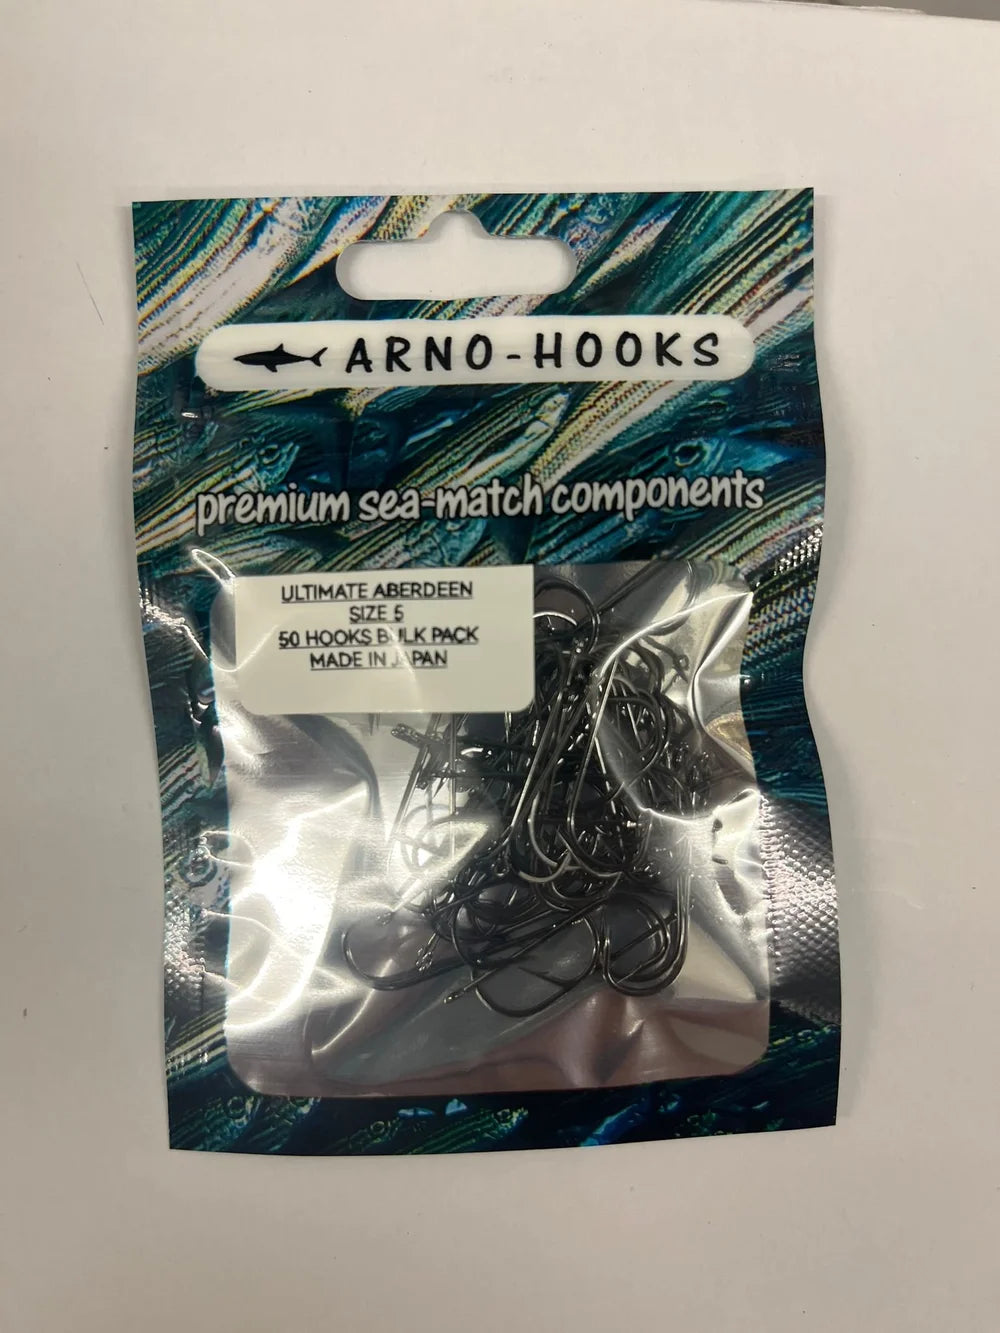 ARNO-HOOKS
premium sea-match components
ULTIMATE ABERDEEN
SIZE 5
50 HOOKS BULK PACK
MADE IN JAPAN